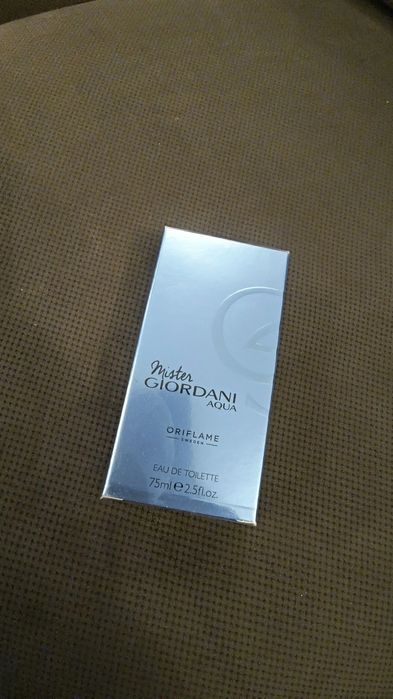 Mister
GIORDANI
AQUA
ORIFLAME
SWEDEN
EAU DE TOILETTE
75ml ℮ 2.5fl.oz.